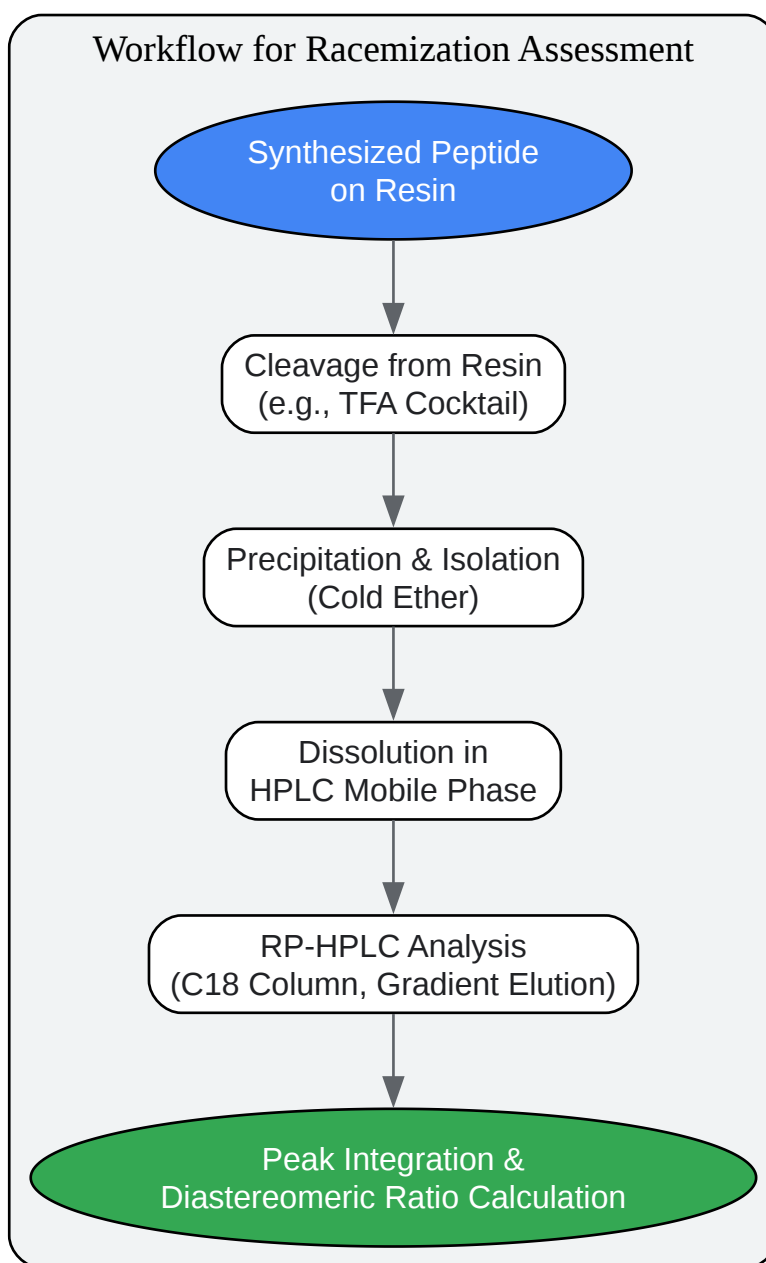 Workflow for Racemization Assessment
Synthesized Peptide
on Resin
Cleavage from Resin
(e.g., TFA Cocktail)
Precipitation & Isolation
(Cold Ether)
Dissolution in
HPLC Mobile Phase
RP-HPLC Analysis
(C18 Column, Gradient Elution)
Peak Integration &
Diastereomeric Ratio Calculation